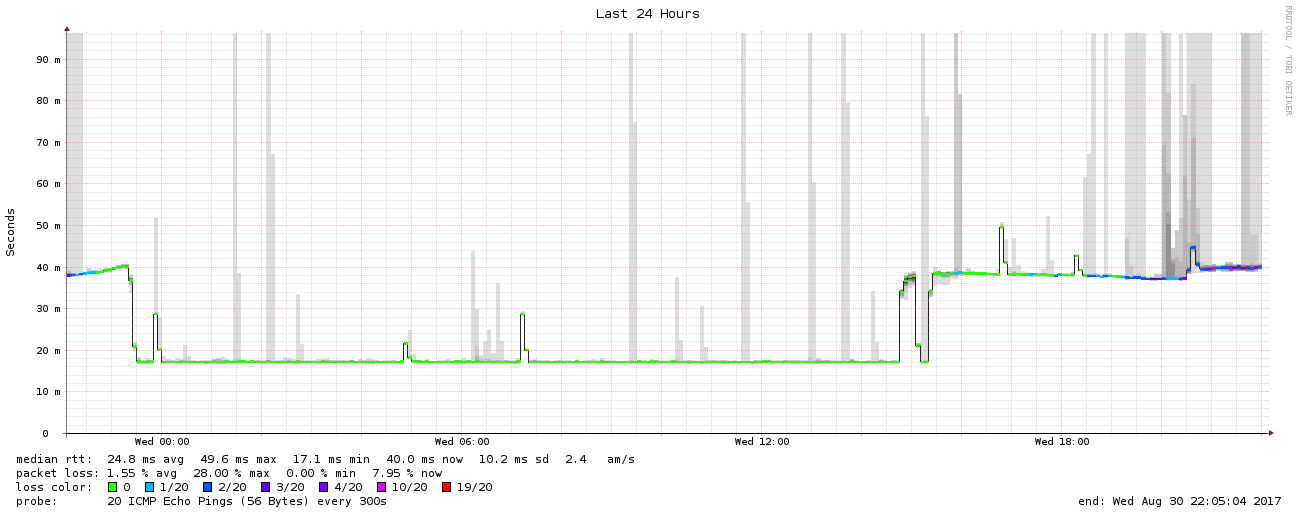 Last 24 Hours
RRDTOOL / TOBI OETIKER
Seconds
90 m
80 m
70 m
60 m
50 m
40 m
30 m
20 m
10 m
0
Wed 00:00 Wed 06:00 Wed 12:00 Wed 18:00
median rtt: 24.8 ms avg 49.6 ms max 17.1 ms min 40.0 ms now 10.2 ms sd 2.4 am/s
packet loss: 1.55 % avg 28.00 % max 0.00 % min 7.95 % now
loss color: 0 1/20 2/20 3/20 4/20 10/20 19/20
probe: 20 ICMP Echo Pings (56 Bytes) every 300s end: Wed Aug 30 22:05:04 2017